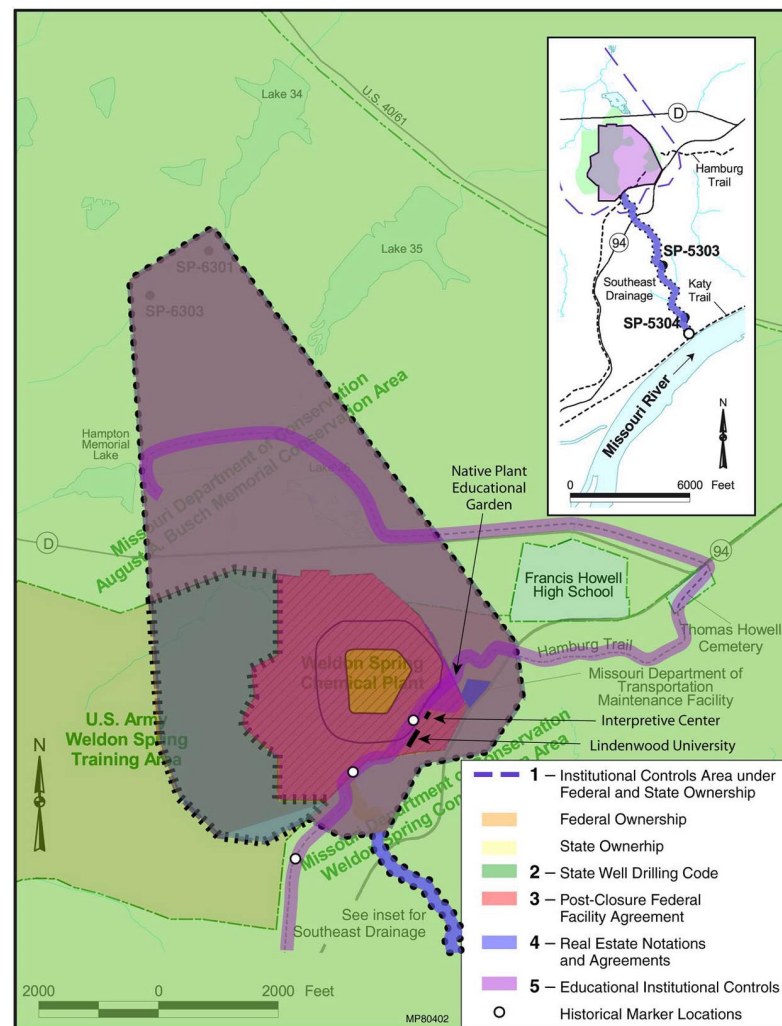 Lake 34
U.S. 40/61
Lake 35
SP-6301
SP-6303
Missouri Department of Conservation
August A. Busch Memorial Conservation Area
Hampton
Memorial
Lake
D
Native Plant
Educational
Garden
94
Francis Howell
High School
Thomas Howell
Cemetery
Hamburg Trail
Missouri Department of
Transportation
Maintenance Facility
Weldon Spring
Chemical Plant
Interpretive Center
Lindenwood University
U.S. Army
Weldon Spring
Training Area
N
Missouri Department of Conservation
Weldon Spring Conservation Area
See inset for
Southeast Drainage
2000
0
2000 Feet
MP80402
D
Hamburg
Trail
94
SP-5303
Southeast
Drainage
Katy
Trail
SP-5304
Missouri River
N
0
6000
Feet
1 – Institutional Controls Area under
Federal and State Ownership
Federal Ownership
State Ownerhip
2 – State Well Drilling Code
3 – Post-Closure Federal
Facility Agreement
4 – Real Estate Notations
and Agreements
5 – Educational Institutional Controls
Historical Marker Locations